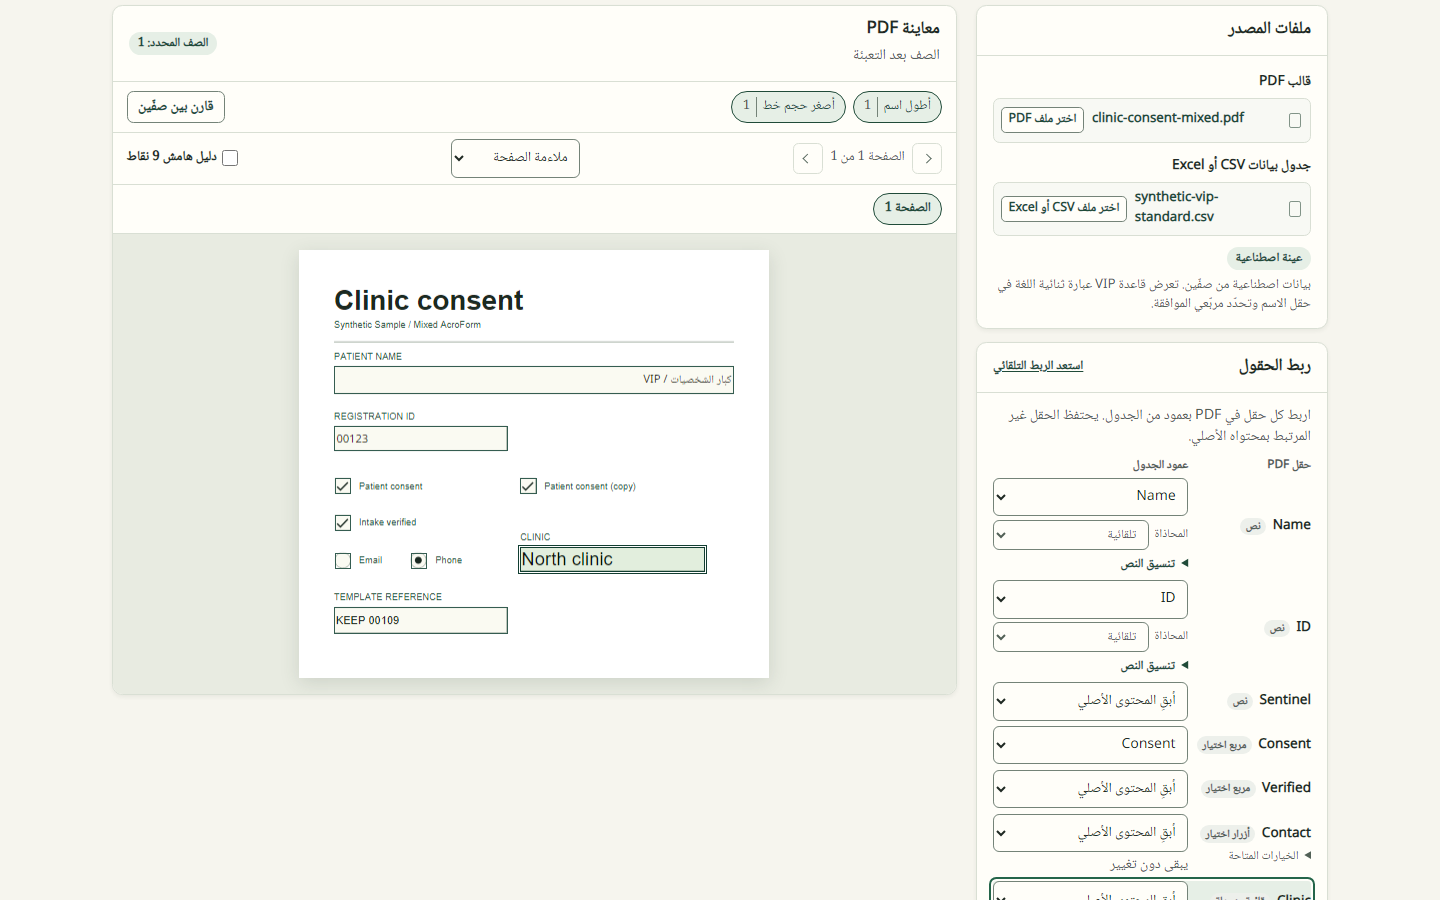 ملفات المصدر
قالب PDF
clinic-consent-mixed.pdf
اختر ملف PDF
جدول بيانات CSV أو Excel
synthetic-vip-standard.csv
اختر ملف CSV أو Excel
عينة اصطناعية
بيانات اصطناعية من صفّين. تعرض قاعدة VIP عبارة ثنائية اللغة في
حقل الاسم وتحدّد مربّعي الموافقة.
ربط الحقول
استعد الربط التلقائي
اربط كل حقل في PDF بعمود من الجدول. يحتفظ الحقل غير
المرتبط بمحتواه الأصلي.
حقل PDF
عمود الجدول
Name نص
Name
المحاذاة
تلقائية
تنسيق النص
ID نص
ID
المحاذاة
تلقائية
تنسيق النص
Sentinel نص
أبقِ المحتوى الأصلي
Consent مربع اختيار
Consent
Verified مربع اختيار
أبقِ المحتوى الأصلي
Contact أزرار اختيار
أبقِ المحتوى الأصلي
الخيارات المتاحة
يبقى دون تغيير
معاينة PDF
الصف بعد التعبئة
الصف المحدد: 1
أطول اسم 1
أصغر حجم خط 1
قارن بين صفّين
الصفحة 1 من 1
ملاءمة الصفحة
دليل هامش 9 نقاط
الصفحة 1
Clinic consent
Synthetic Sample / Mixed AcroForm
PATIENT NAME
كبار الشخصيات / VIP
REGISTRATION ID
00123
Patient consent
Patient consent (copy)
Intake verified
CLINIC
Email
Phone
North clinic
TEMPLATE REFERENCE
KEEP 00109